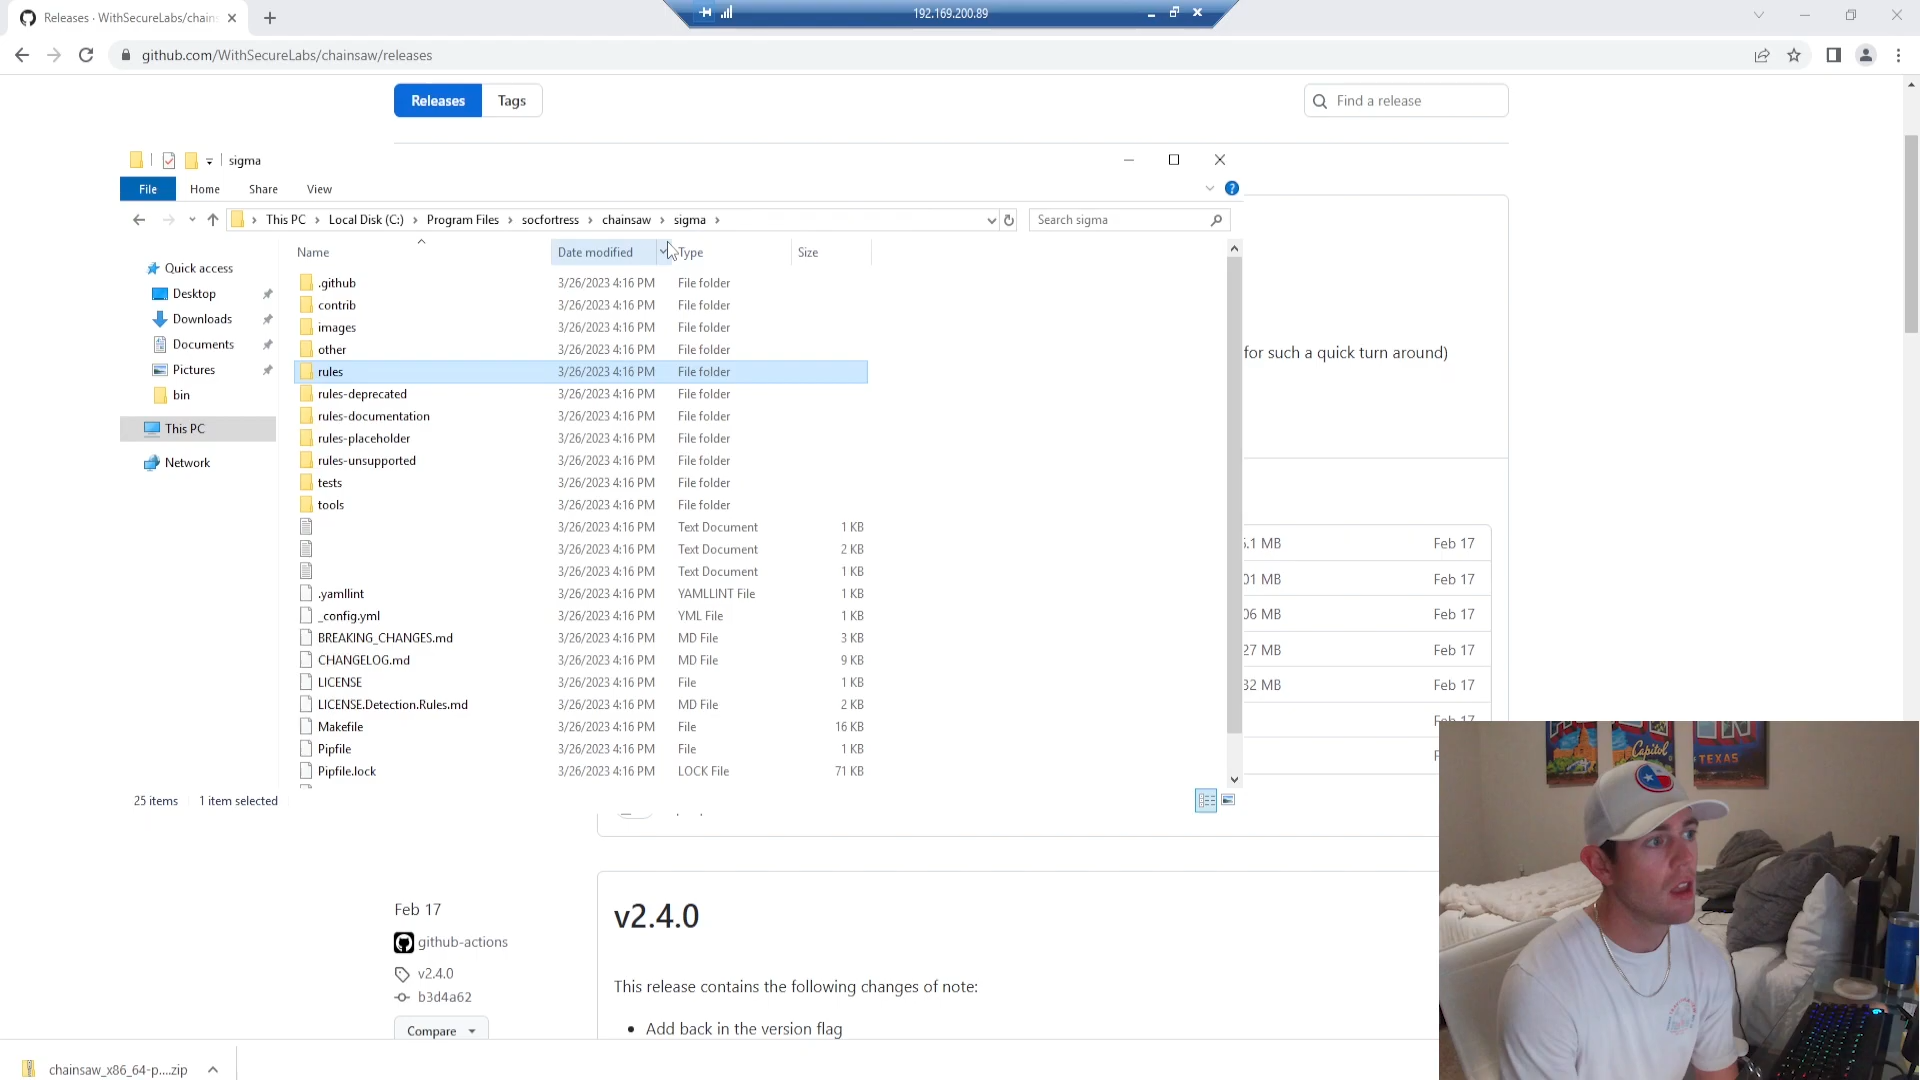 Releases · WithSecureLabs/chain
192.169.200.89
github.com/WithSecureLabs/chainsaw/releases
Releases
Tags
Find a release
sigma
File
Home
Share
View
This PC
Local Disk (C:)
Program Files
socfortress
chainsaw
sigma
Search sigma
Name
Date modified
Type
Size
Quick access
Desktop
Downloads
Documents
Pictures
bin
This PC
Network
.github 3/26/2023 4:16 PM File folder
contrib 3/26/2023 4:16 PM File folder
images 3/26/2023 4:16 PM File folder
other 3/26/2023 4:16 PM File folder
rules 3/26/2023 4:16 PM File folder
rules-deprecated 3/26/2023 4:16 PM File folder
rules-documentation 3/26/2023 4:16 PM File folder
rules-placeholder 3/26/2023 4:16 PM File folder
rules-unsupported 3/26/2023 4:16 PM File folder
tests 3/26/2023 4:16 PM File folder
tools 3/26/2023 4:16 PM File folder
3/26/2023 4:16 PM Text Document 1 KB
3/26/2023 4:16 PM Text Document 2 KB
3/26/2023 4:16 PM Text Document 1 KB
.yamllint 3/26/2023 4:16 PM YAMLLINT File 1 KB
_config.yml 3/26/2023 4:16 PM YML File 1 KB
BREAKING_CHANGES.md 3/26/2023 4:16 PM MD File 3 KB
CHANGELOG.md 3/26/2023 4:16 PM MD File 9 KB
LICENSE 3/26/2023 4:16 PM File 1 KB
LICENSE.Detection.Rules.md 3/26/2023 4:16 PM MD File 2 KB
Makefile 3/26/2023 4:16 PM File 16 KB
Pipfile 3/26/2023 4:16 PM File 1 KB
Pipfile.lock 3/26/2023 4:16 PM LOCK File 71 KB
25 items 1 item selected
for such a quick turn around)
.1 MB Feb 17
01 MB Feb 17
06 MB Feb 17
27 MB Feb 17
32 MB Feb 17
Capitol
TEXAS
Feb 17
github-actions
v2.4.0
b3d4a62
Compare
v2.4.0
This release contains the following changes of note:
Add back in the version flag
chainsaw_x86_64-p....zip